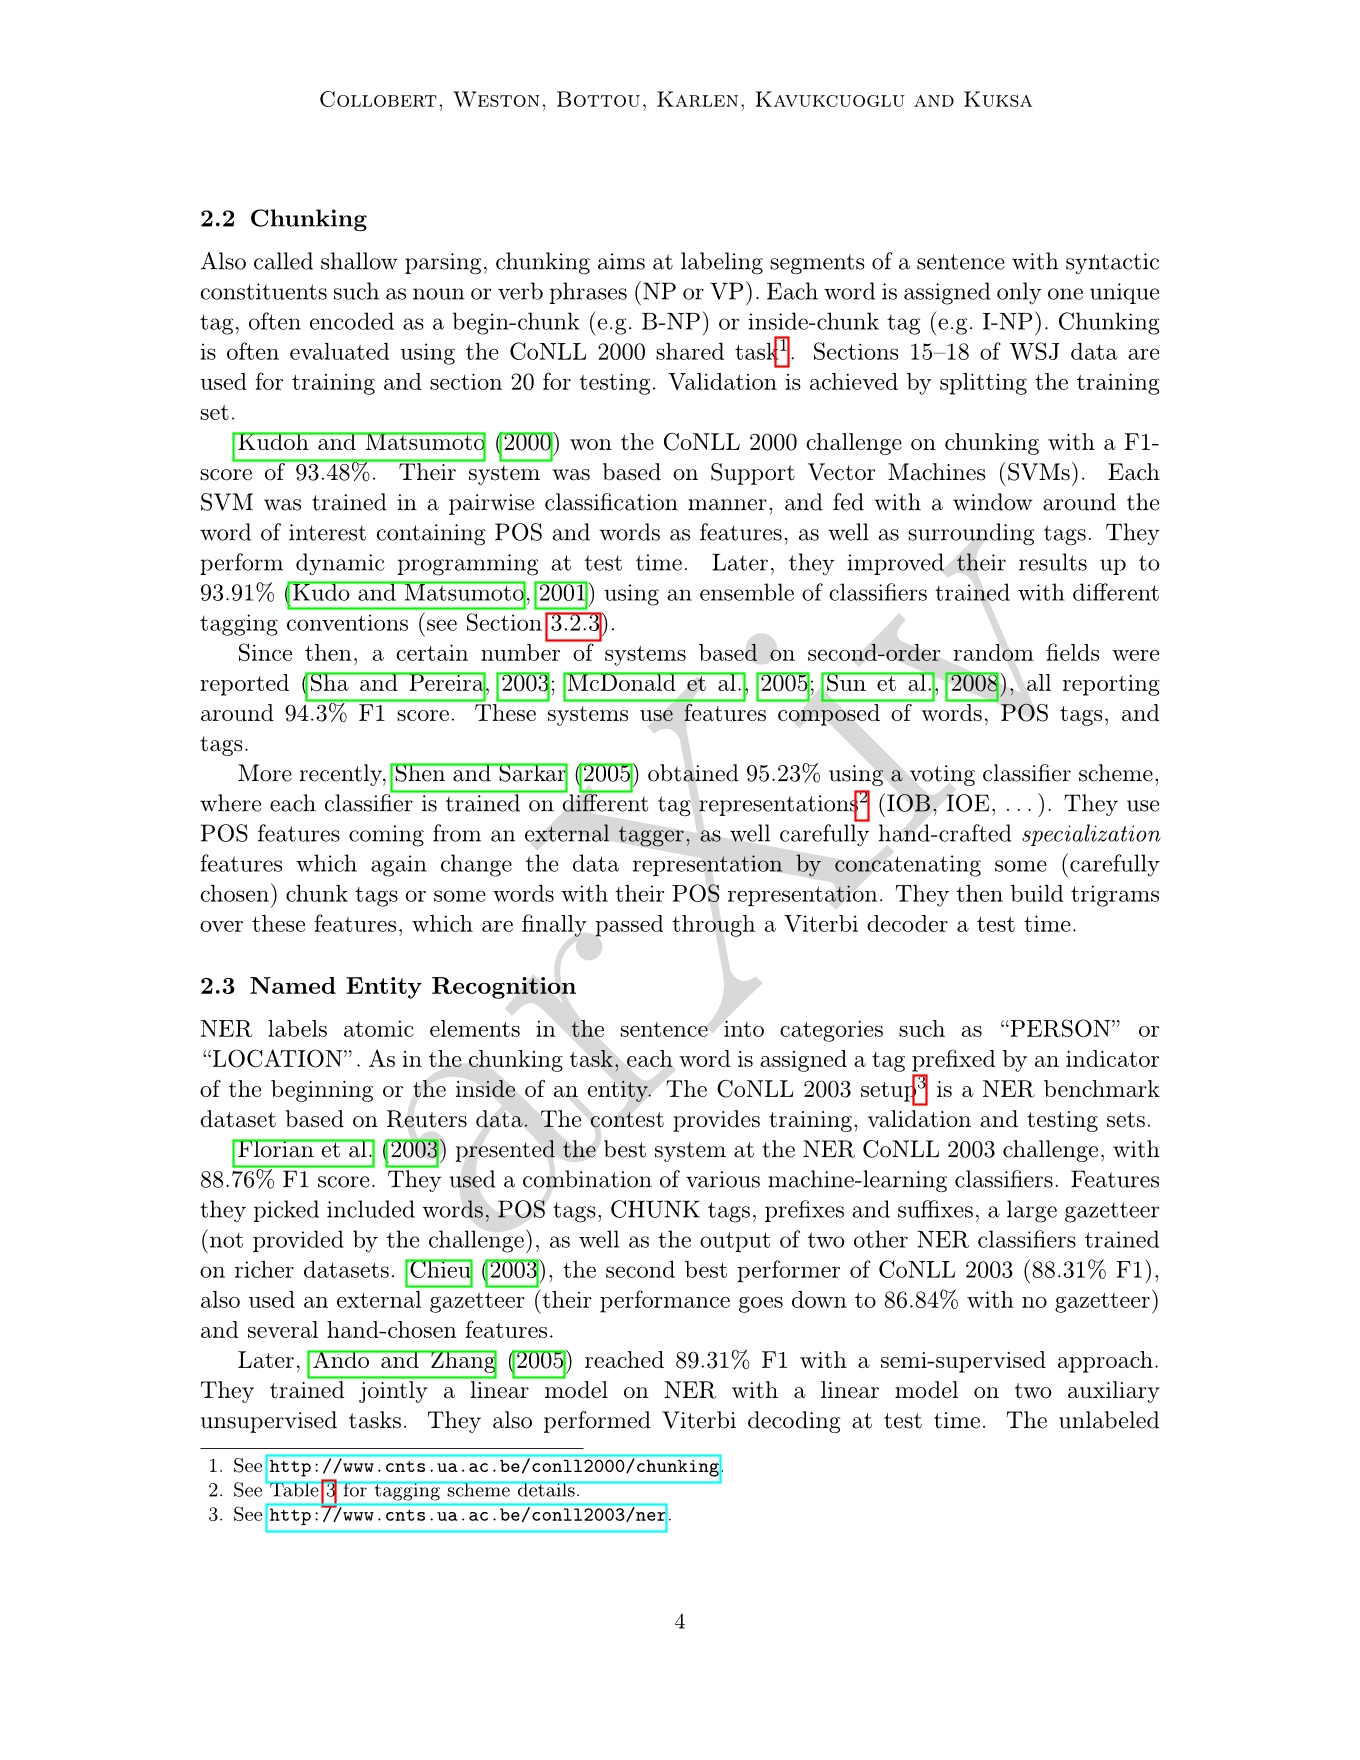 Collobert, Weston, Bottou, Karlen, Kavukcuoglu and Kuksa
2.2 Chunking
Also called shallow parsing, chunking aims at labeling segments of a sentence with syntactic
constituents such as noun or verb phrases (NP or VP). Each word is assigned only one unique
tag, often encoded as a begin-chunk (e.g. B-NP) or inside-chunk tag (e.g. I-NP). Chunking
is often evaluated using the CoNLL 2000 shared task1. Sections 15–18 of WSJ data are
used for training and section 20 for testing. Validation is achieved by splitting the training
set.
Kudoh and Matsumoto (2000) won the CoNLL 2000 challenge on chunking with a F1-
score of 93.48%. Their system was based on Support Vector Machines (SVMs). Each
SVM was trained in a pairwise classification manner, and fed with a window around the
word of interest containing POS and words as features, as well as surrounding tags. They
perform dynamic programming at test time. Later, they improved their results up to
93.91% (Kudo and Matsumoto, 2001) using an ensemble of classifiers trained with different
tagging conventions (see Section 3.2.3).
Since then, a certain number of systems based on second-order random fields were
reported (Sha and Pereira, 2003; McDonald et al., 2005; Sun et al., 2008), all reporting
around 94.3% F1 score. These systems use features composed of words, POS tags, and
tags.
More recently, Shen and Sarkar (2005) obtained 95.23% using a voting classifier scheme,
where each classifier is trained on different tag representations2 (IOB, IOE, . . . ). They use
POS features coming from an external tagger, as well carefully hand-crafted specialization
features which again change the data representation by concatenating some (carefully
chosen) chunk tags or some words with their POS representation. They then build trigrams
over these features, which are finally passed through a Viterbi decoder a test time.
2.3 Named Entity Recognition
NER labels atomic elements in the sentence into categories such as “PERSON” or
“LOCATION”. As in the chunking task, each word is assigned a tag prefixed by an indicator
of the beginning or the inside of an entity. The CoNLL 2003 setup3 is a NER benchmark
dataset based on Reuters data. The contest provides training, validation and testing sets.
Florian et al. (2003) presented the best system at the NER CoNLL 2003 challenge, with
88.76% F1 score. They used a combination of various machine-learning classifiers. Features
they picked included words, POS tags, CHUNK tags, prefixes and suffixes, a large gazetteer
(not provided by the challenge), as well as the output of two other NER classifiers trained
on richer datasets. Chieu (2003), the second best performer of CoNLL 2003 (88.31% F1),
also used an external gazetteer (their performance goes down to 86.84% with no gazetteer)
and several hand-chosen features.
Later, Ando and Zhang (2005) reached 89.31% F1 with a semi-supervised approach.
They trained jointly a linear model on NER with a linear model on two auxiliary
unsupervised tasks. They also performed Viterbi decoding at test time. The unlabeled
1. See http://www.cnts.ua.ac.be/conll2000/chunking.
2. See Table 3 for tagging scheme details.
3. See http://www.cnts.ua.ac.be/conll2003/ner.
4
arXiv